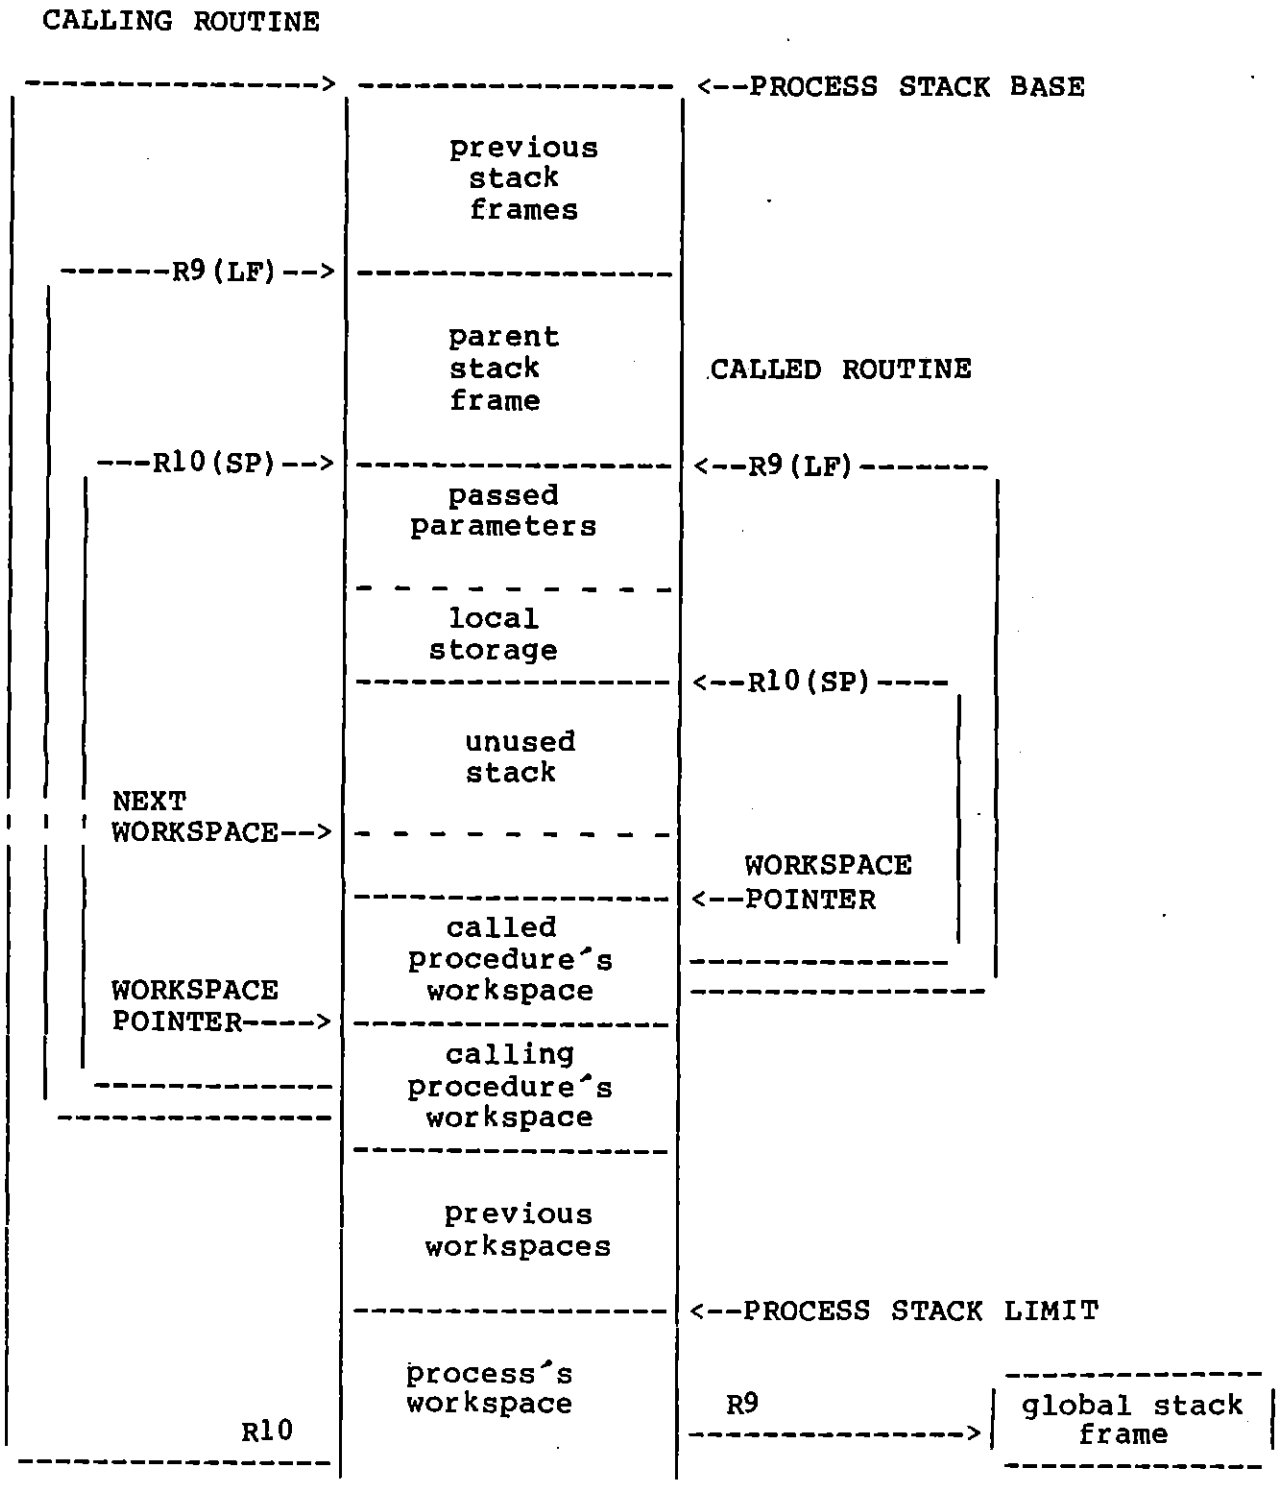 CALLING ROUTINE
<--PROCESS STACK BASE
previous
stack
frames
R9(LF)-->
parent
stack
frame
CALLED ROUTINE
R10(SP)-->
<--R9(LF)
passed
parameters
local
storage
<--R10(SP)
unused
stack
NEXT
WORKSPACE-->
WORKSPACE
<--POINTER
called
procedure's
workspace
WORKSPACE
POINTER---->
calling
procedure's
workspace
previous
workspaces
<--PROCESS STACK LIMIT
process's
workspace
R9
global stack
frame
R10